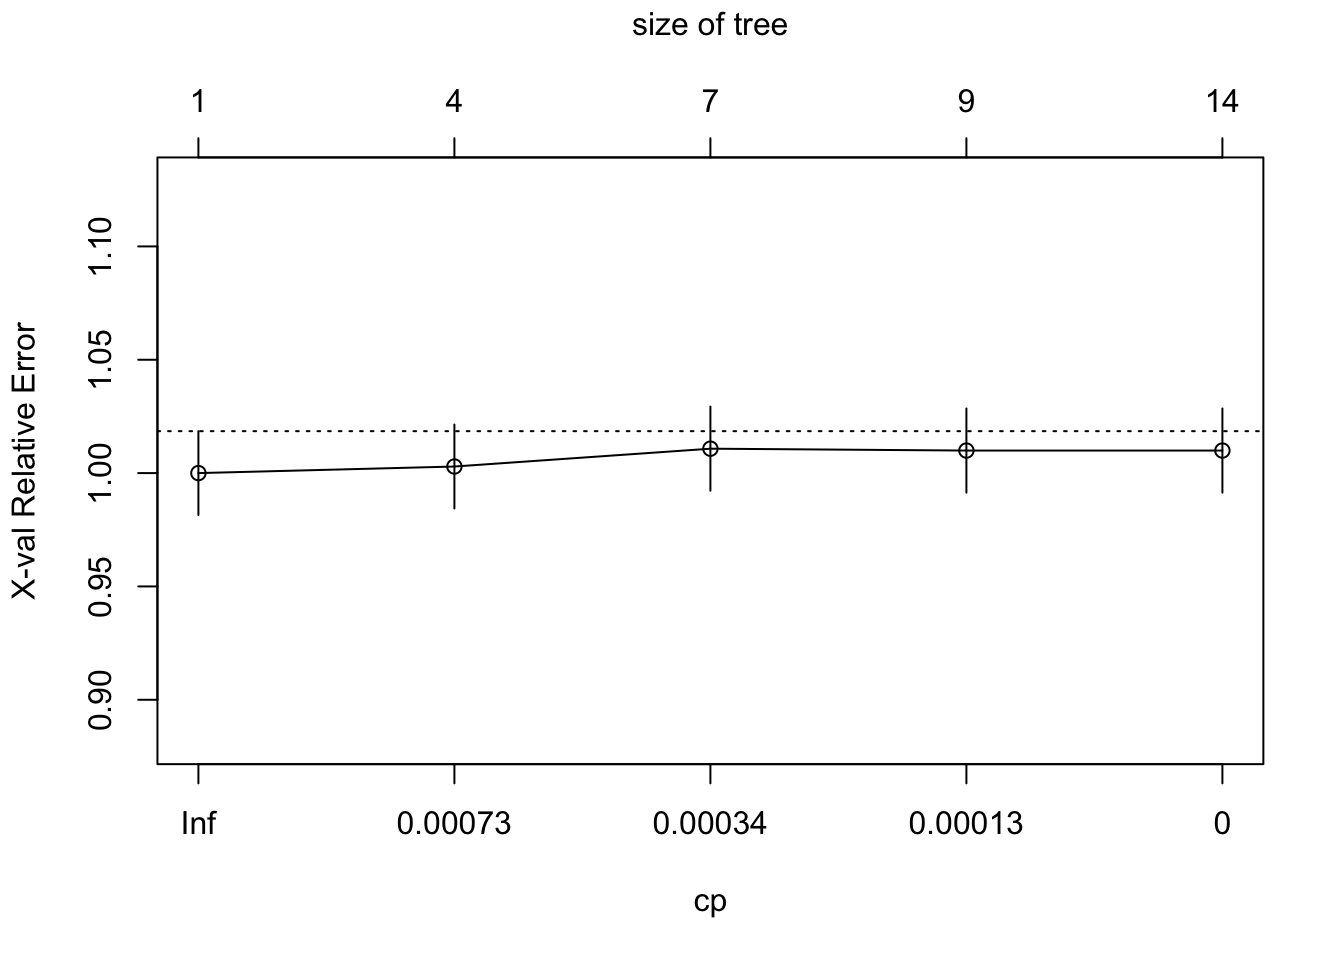 size of tree
1 4 7 9 14
X-val Relative Error
1.10
1.05
1.00
0.95
0.90
Inf 0.00073 0.00034 0.00013 0
cp